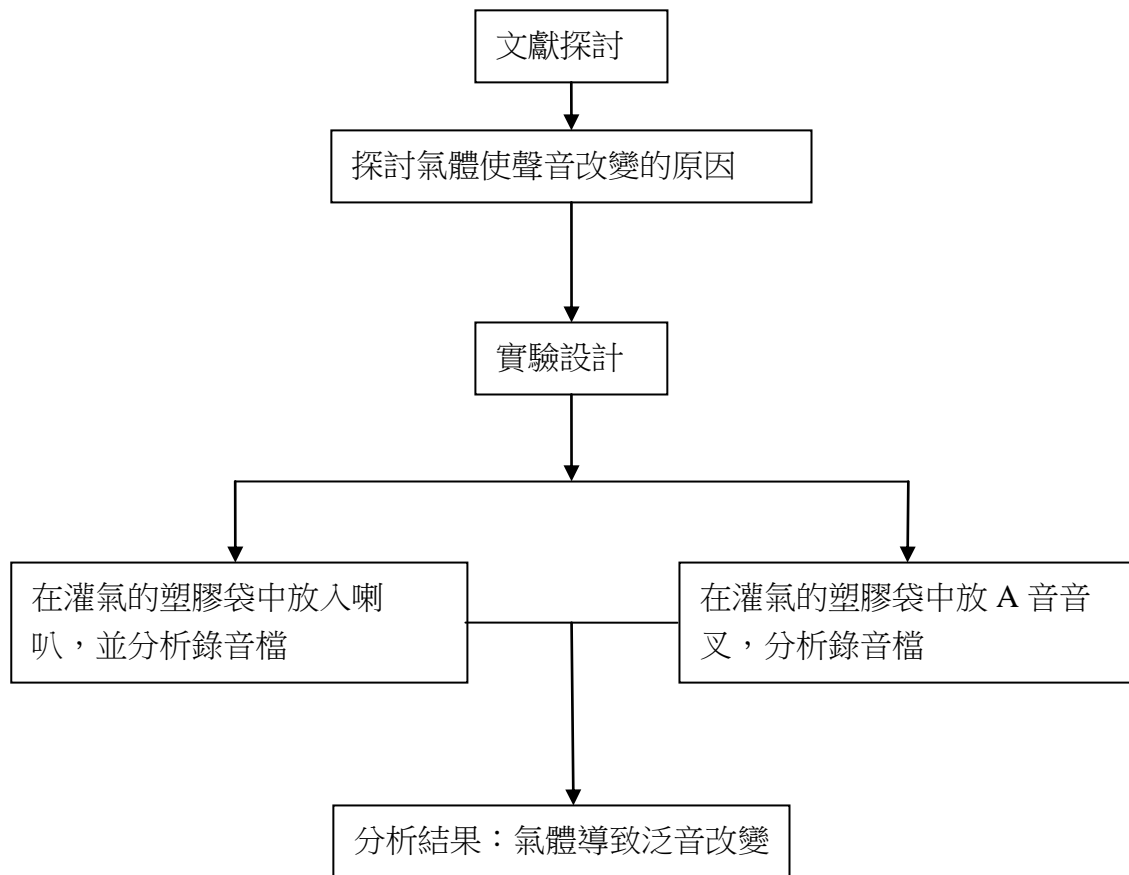 文獻探討
探討氣體使聲音改變的原因
實驗設計
在灌氣的塑膠袋中放入喇
叭，並分析錄音檔
在灌氣的塑膠袋中放 A 音音
叉，分析錄音檔
分析結果：氣體導致泛音改變